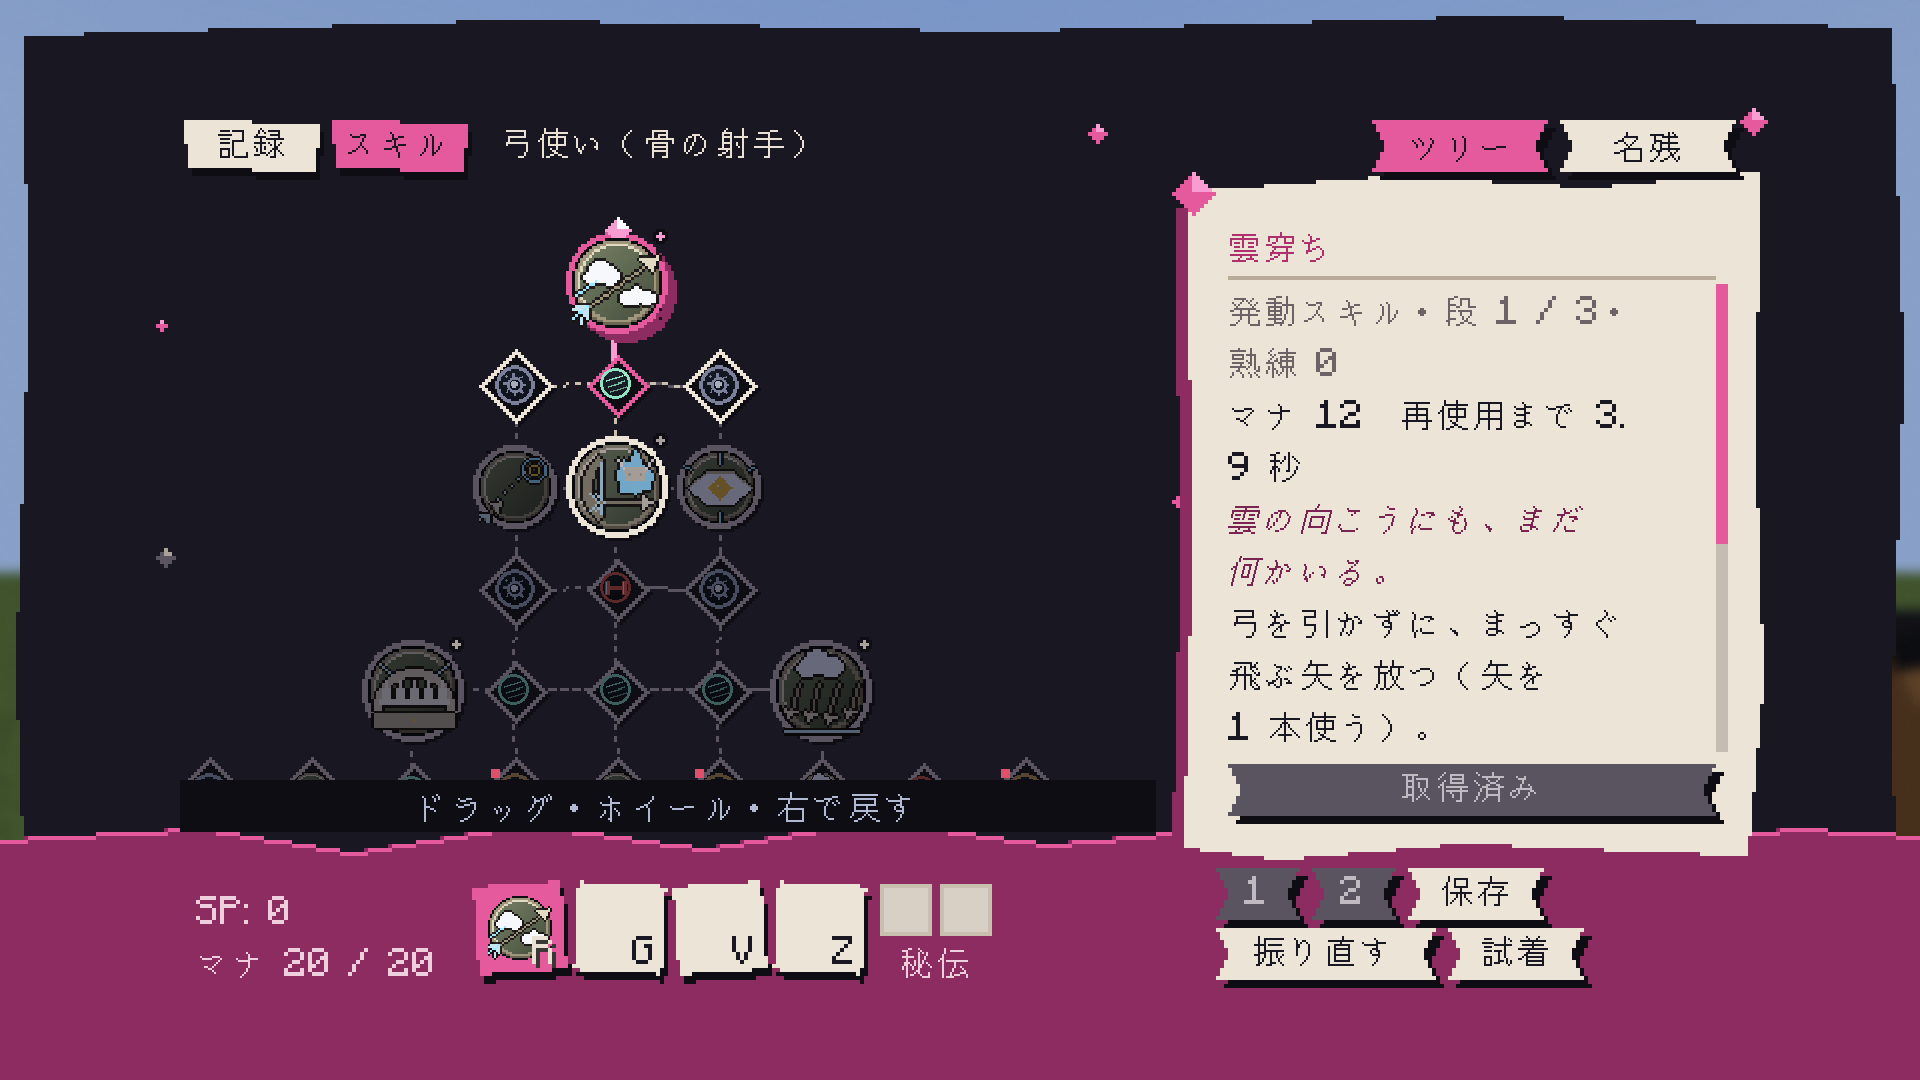 記録
スキル
弓使い（骨の射手）
ツリー
名残
雲穿ち
発動スキル・段 1 / 3・
熟練 0
マナ 12　再使用まで 3.
9 秒
雲の向こうにも、まだ
何かいる。
弓を引かずに、まっすぐ
飛ぶ矢を放つ（矢を
1 本使う）。
取得済み
ドラッグ・ホイール・右で戻す
SP: 0
マナ 20 / 20
G
V
Z
秘伝
1
2
保存
振り直す
試着